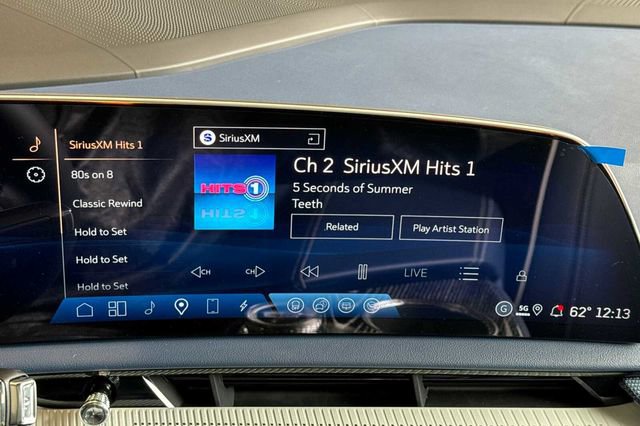 SiriusXM Hits 1
80s on 8
Classic Rewind
Hold to Set
Hold to Set
Hold to Set
S SiriusXM
HITS 1
Ch 2 SiriusXM Hits 1
5 Seconds of Summer
Teeth
Related
Play Artist Station
CH
CH
LIVE
G
5G
62° 12:13